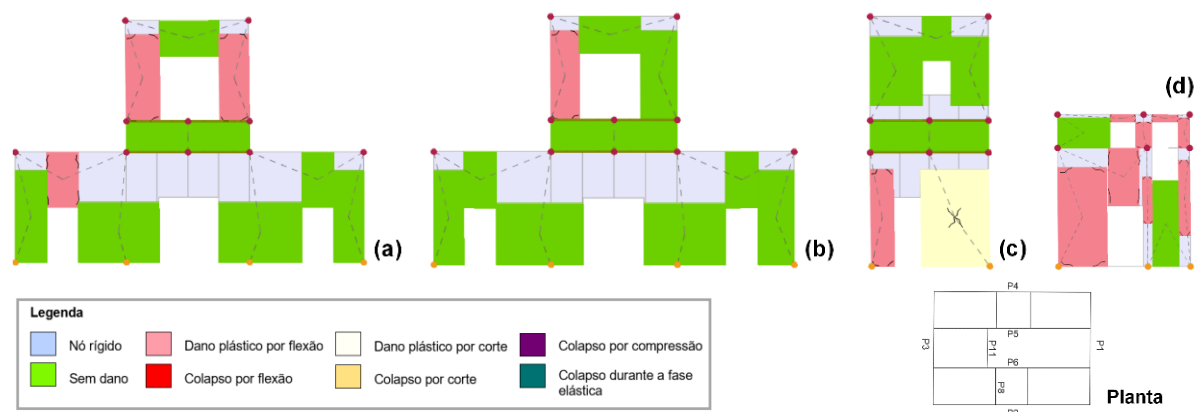 (a)
(b)
(c)
(d)
Legenda
Nó rígido
Dano plástico por flexão
Dano plástico por corte
Colapso por compressão
Sem dano
Colapso por flexão
Colapso por corte
Colapso durante a fase
elástica
P4
P3
P5
P11
P6
P1
P8
Planta